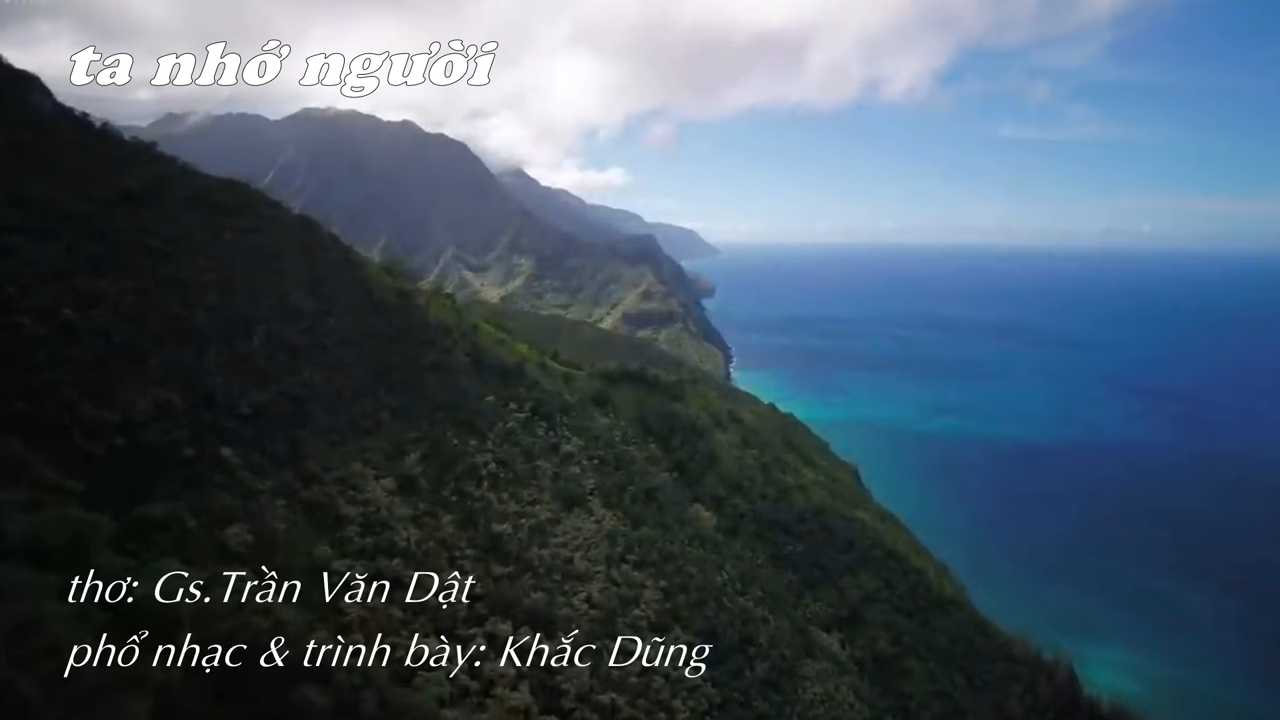 ta nhớ người
thơ: Gs.Trần Văn Dật
phổ nhạc & trình bày: Khắc Dũng